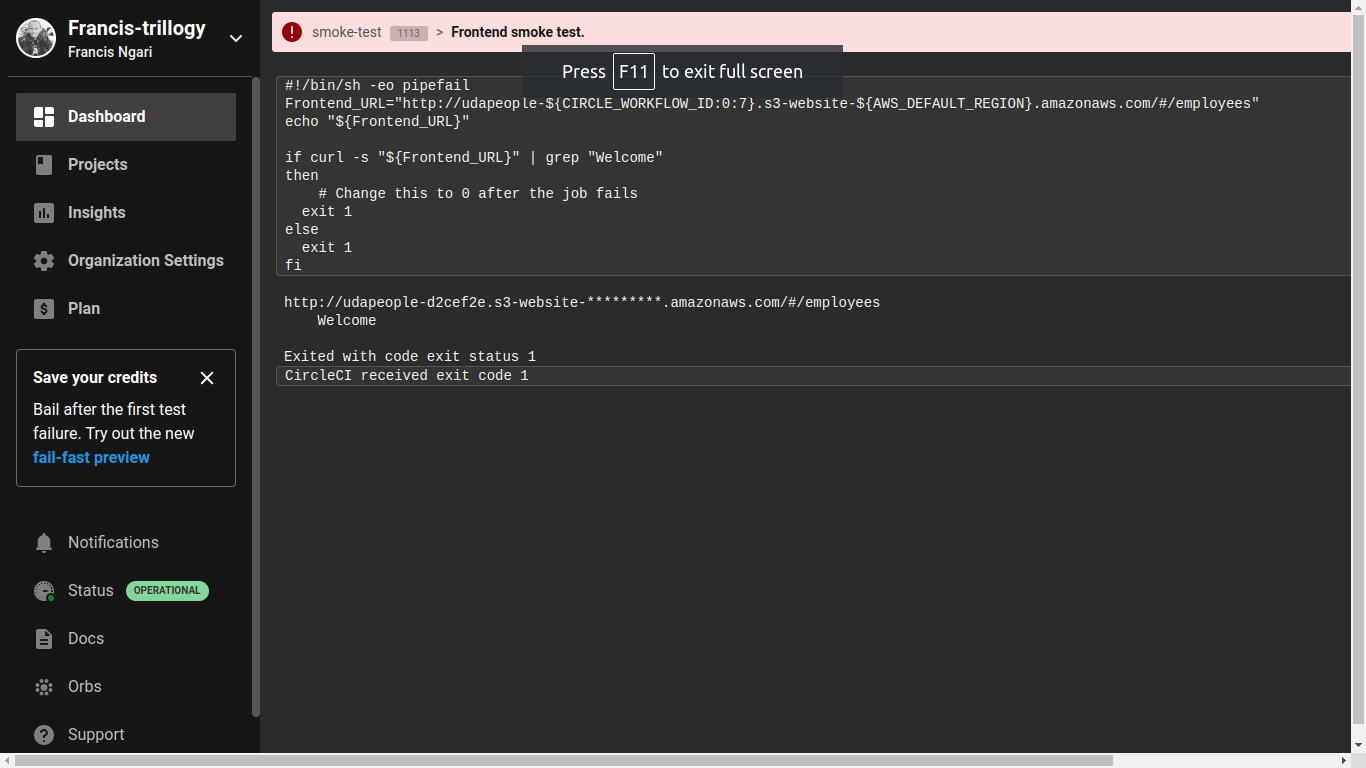 Francis-trillogy
Francis Ngari
Dashboard
Projects
Insights
Organization Settings
Plan
Save your credits
Bail after the first test
failure. Try out the new
fail-fast preview
Notifications
Status OPERATIONAL
Docs
Orbs
Support
smoke-test 1113 > Frontend smoke test.
Press F11 to exit full screen
#!/bin/sh -eo pipefail
Frontend_URL="http://udapeople-${CIRCLE_WORKFLOW_ID:0:7}.s3-website-${AWS_DEFAULT_REGION}.amazonaws.com/#/employees"
echo "${Frontend_URL}"
if curl -s "${Frontend_URL}" | grep "Welcome"
then
# Change this to 0 after the job fails
exit 1
else
exit 1
fi
http://udapeople-d2cef2e.s3-website-*********.amazonaws.com/#/employees
Welcome
Exited with code exit status 1
CircleCI received exit code 1